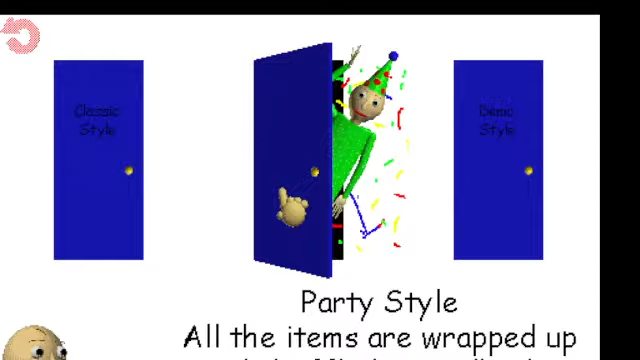 Classic
Style
Demo
Style
Party Style
All the items are wrapped up